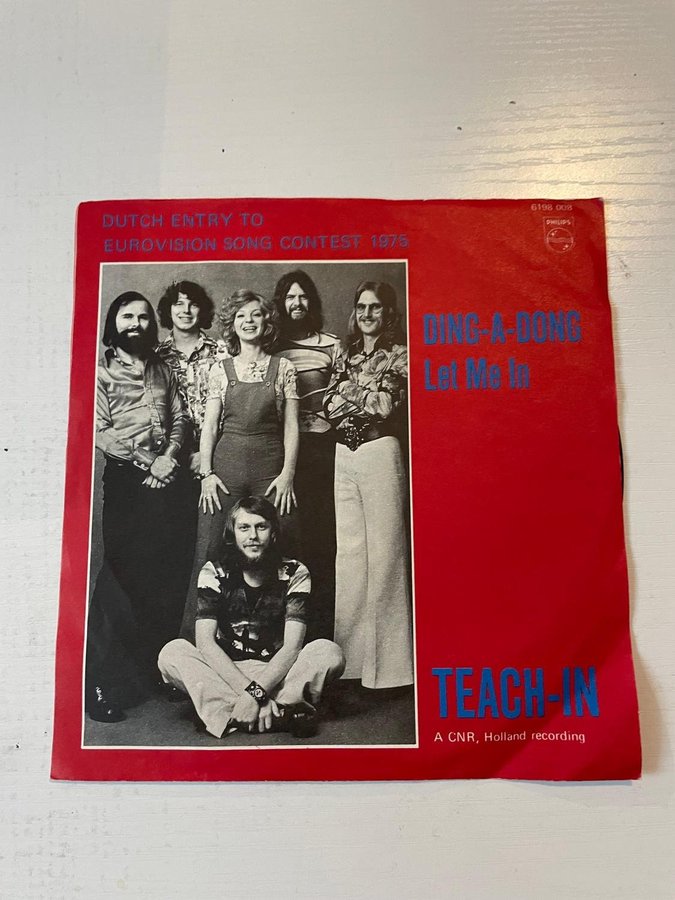 DUTCH ENTRY TO
EUROVISION SONG CONTEST 1975
6198 008
PHILIPS
DING-A-DONG
Let Me In
TEACH-IN
A CNR, Holland recording